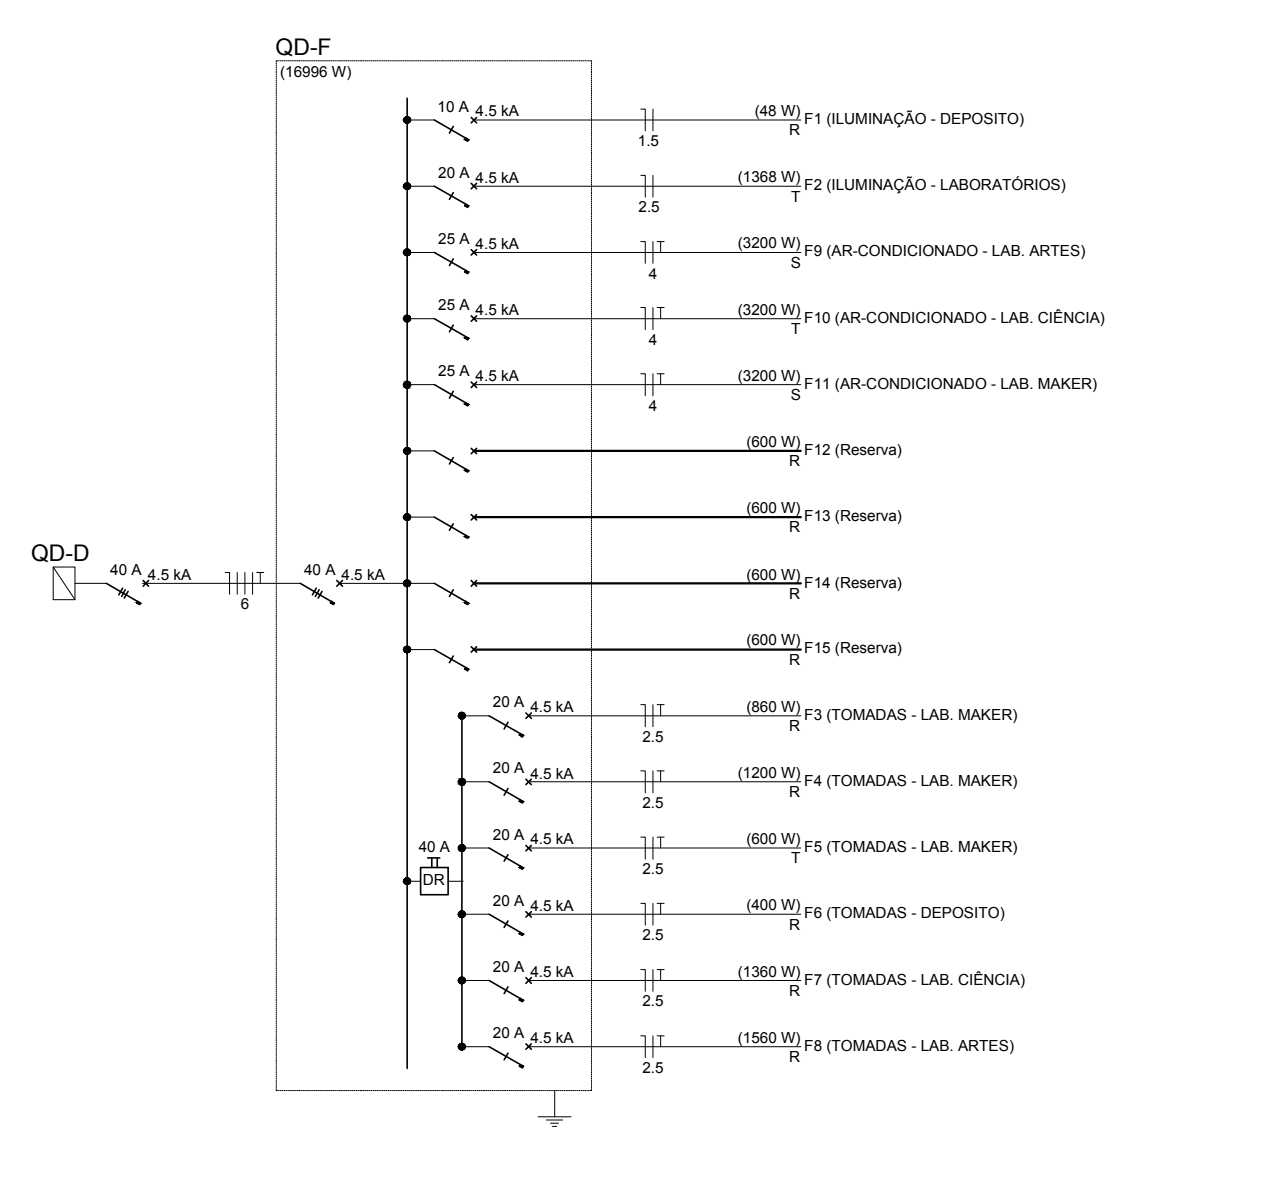 QD-F
(16996 W)
10 A 4.5 kA 1.5 (48 W) R F1 (ILUMINAÇÃO - DEPOSITO)
20 A 4.5 kA 2.5 (1368 W) T F2 (ILUMINAÇÃO - LABORATÓRIOS)
25 A 4.5 kA 4 (3200 W) S F9 (AR-CONDICIONADO - LAB. ARTES)
25 A 4.5 kA 4 (3200 W) T F10 (AR-CONDICIONADO - LAB. CIÊNCIA)
25 A 4.5 kA 4 (3200 W) S F11 (AR-CONDICIONADO - LAB. MAKER)
(600 W) R F12 (Reserva)
(600 W) R F13 (Reserva)
QD-D
40 A 4.5 kA 6 40 A 4.5 kA (600 W) R F14 (Reserva)
(600 W) R F15 (Reserva)
20 A 4.5 kA 2.5 (860 W) R F3 (TOMADAS - LAB. MAKER)
20 A 4.5 kA 2.5 (1200 W) R F4 (TOMADAS - LAB. MAKER)
20 A 4.5 kA 2.5 (600 W) T F5 (TOMADAS - LAB. MAKER)
40 A
DR
20 A 4.5 kA 2.5 (400 W) R F6 (TOMADAS - DEPOSITO)
20 A 4.5 kA 2.5 (1360 W) R F7 (TOMADAS - LAB. CIÊNCIA)
20 A 4.5 kA 2.5 (1560 W) R F8 (TOMADAS - LAB. ARTES)